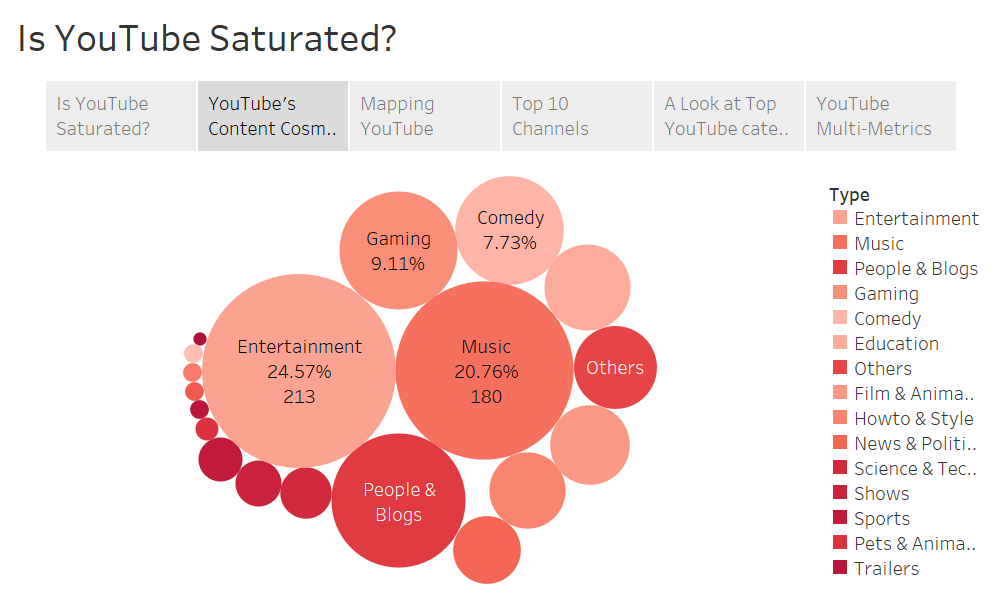 Is YouTube Saturated?
Is YouTube
Saturated?
YouTube's
Content Cosm..
Mapping
YouTube
Top 10
Channels
A Look at Top
YouTube cate..
YouTube
Multi-Metrics
Comedy
7.73%
Gaming
9.11%
Entertainment
24.57%
213
Music
20.76%
180
Others
People &
Blogs
Type
Entertainment
Music
People & Blogs
Gaming
Comedy
Education
Others
Film & Anima..
Howto & Style
News & Politi..
Science & Tec..
Shows
Sports
Pets & Anima..
Trailers